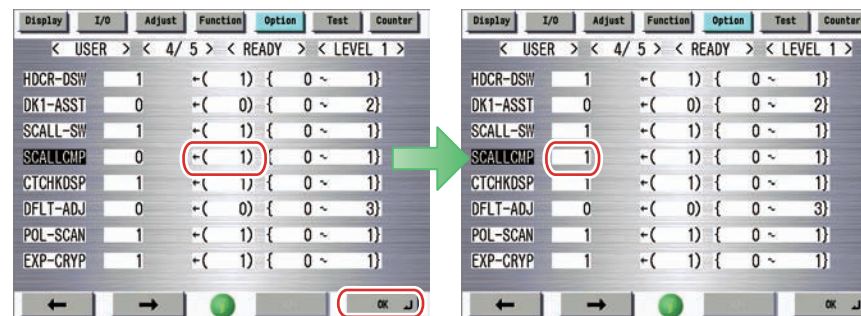 Display I/O Adjust Function Option Test Counter
< USER > < 4/ 5 > < READY > < LEVEL 1 >
HDCR-DSW 1 ←( 1) { 0 ~ 1}
DK1-ASST 0 ←( 0) { 0 ~ 2}
SCALL-SW 1 ←( 1) { 0 ~ 1}
SCALLCMP 0 ←( 1) { 0 ~ 1}
CTCHKDSP 1 ←( 1) { 0 ~ 1}
DFLT-ADJ 0 ←( 0) { 0 ~ 3}
POL-SCAN 1 ←( 1) { 0 ~ 1}
EXP-CRYP 1 ←( 1) { 0 ~ 1}
← → OK ┘
Display I/O Adjust Function Option Test Counter
< USER > < 4/ 5 > < READY > < LEVEL 1 >
HDCR-DSW 1 ←( 1) { 0 ~ 1}
DK1-ASST 0 ←( 0) { 0 ~ 2}
SCALL-SW 1 ←( 1) { 0 ~ 1}
SCALLCMP 1 ←( 1) { 0 ~ 1}
CTCHKDSP 1 ←( 1) { 0 ~ 1}
DFLT-ADJ 0 ←( 0) { 0 ~ 3}
POL-SCAN 1 ←( 1) { 0 ~ 1}
EXP-CRYP 1 ←( 1) { 0 ~ 1}
← → OK ┘